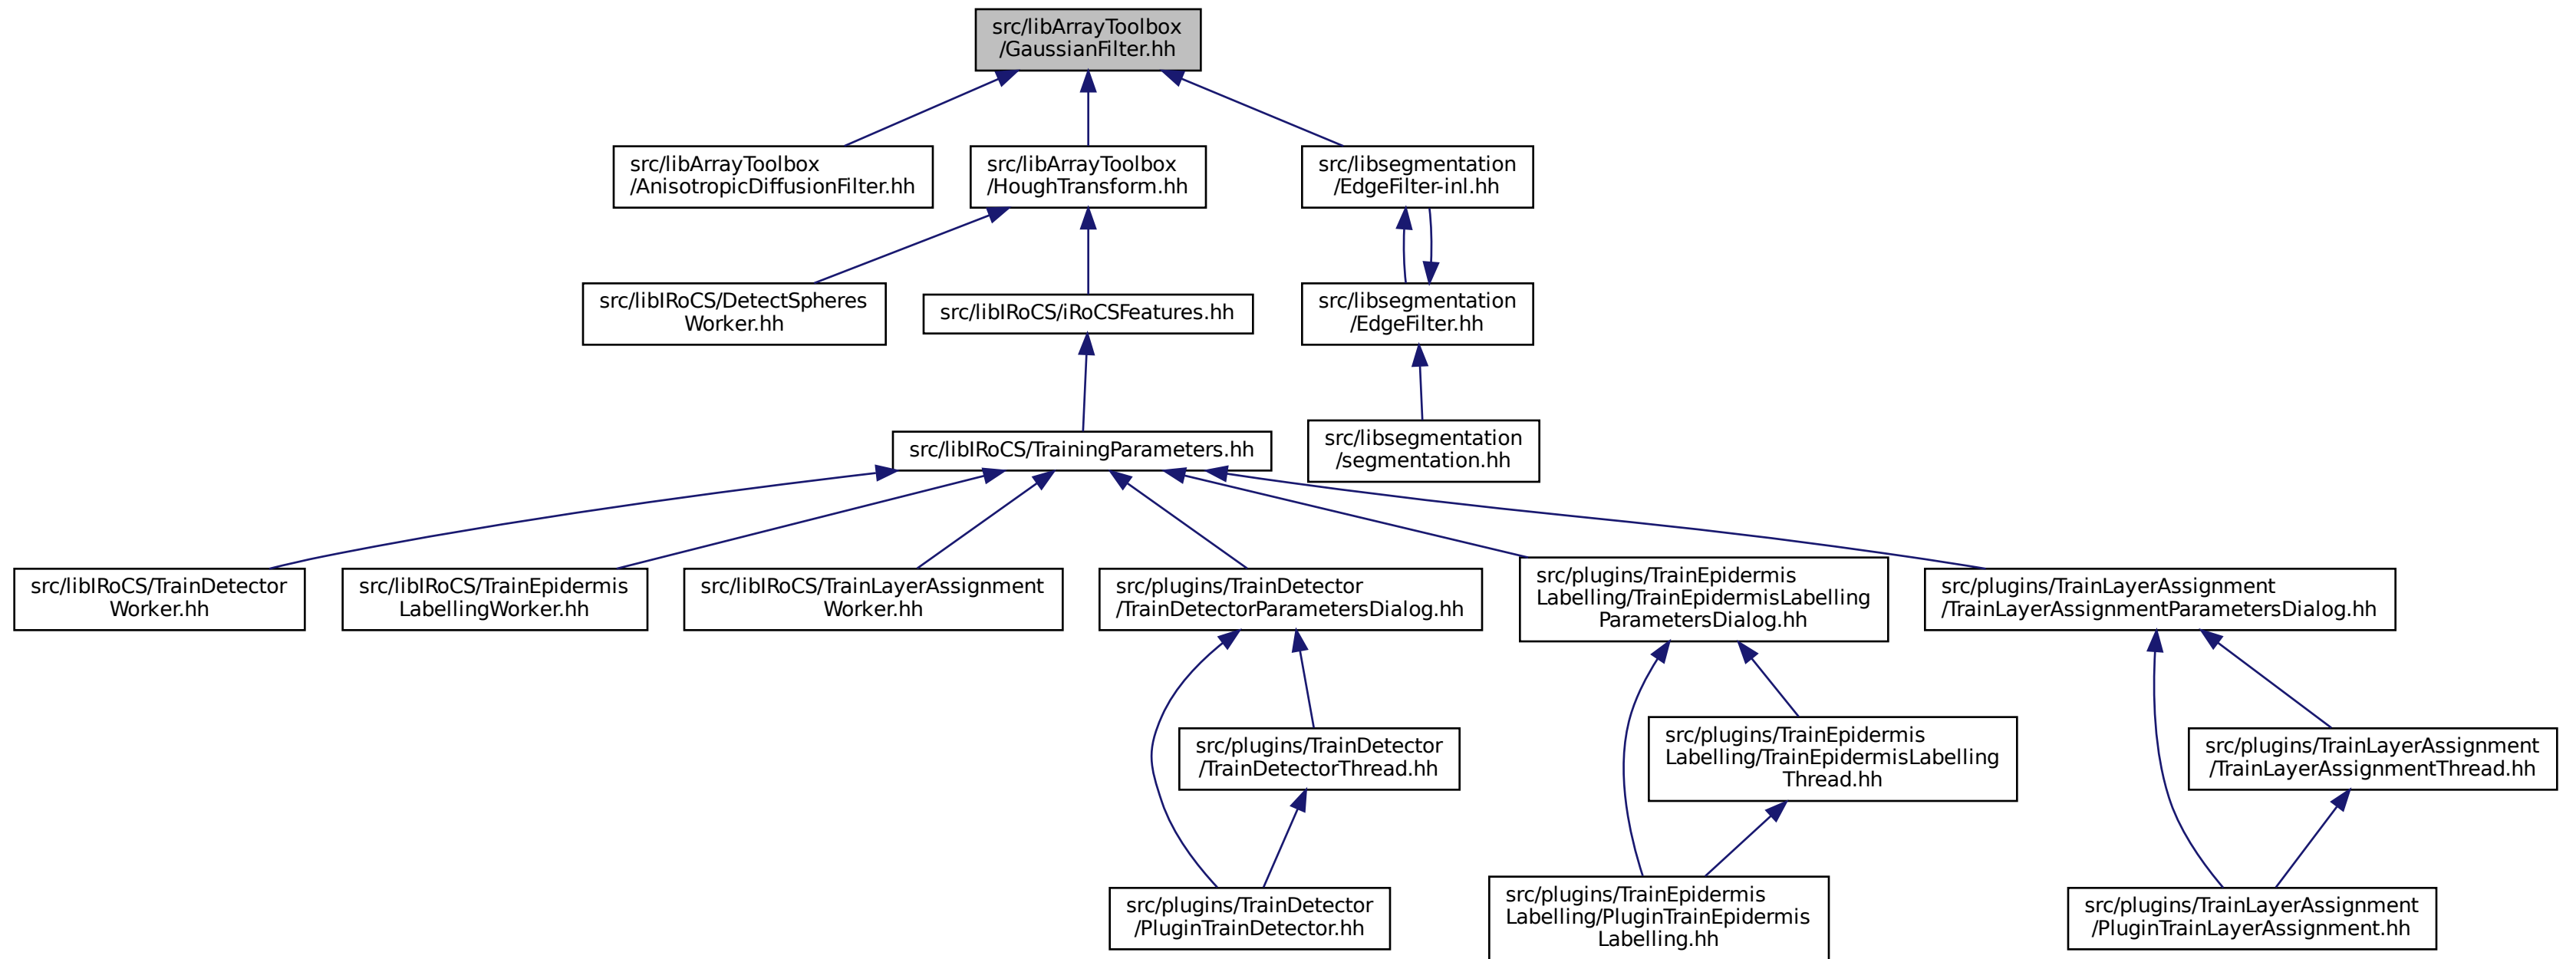 src/libArrayToolbox
/GaussianFilter.hh
src/libArrayToolbox
/AnisotropicDiffusionFilter.hh
src/libArrayToolbox
/HoughTransform.hh
src/libsegmentation
/EdgeFilter-inl.hh
src/libIRoCS/DetectSpheres
Worker.hh
src/libIRoCS/iRoCSFeatures.hh
src/libsegmentation
/EdgeFilter.hh
src/libIRoCS/TrainingParameters.hh
src/libsegmentation
/segmentation.hh
src/libIRoCS/TrainDetector
Worker.hh
src/libIRoCS/TrainEpidermis
LabellingWorker.hh
src/libIRoCS/TrainLayerAssignment
Worker.hh
src/plugins/TrainDetector
/TrainDetectorParametersDialog.hh
src/plugins/TrainEpidermis
Labelling/TrainEpidermisLabelling
ParametersDialog.hh
src/plugins/TrainLayerAssignment
/TrainLayerAssignmentParametersDialog.hh
src/plugins/TrainDetector
/TrainDetectorThread.hh
src/plugins/TrainEpidermis
Labelling/TrainEpidermisLabelling
Thread.hh
src/plugins/TrainLayerAssignment
/TrainLayerAssignmentThread.hh
src/plugins/TrainDetector
/PluginTrainDetector.hh
src/plugins/TrainEpidermis
Labelling/PluginTrainEpidermis
Labelling.hh
src/plugins/TrainLayerAssignment
/PluginTrainLayerAssignment.hh